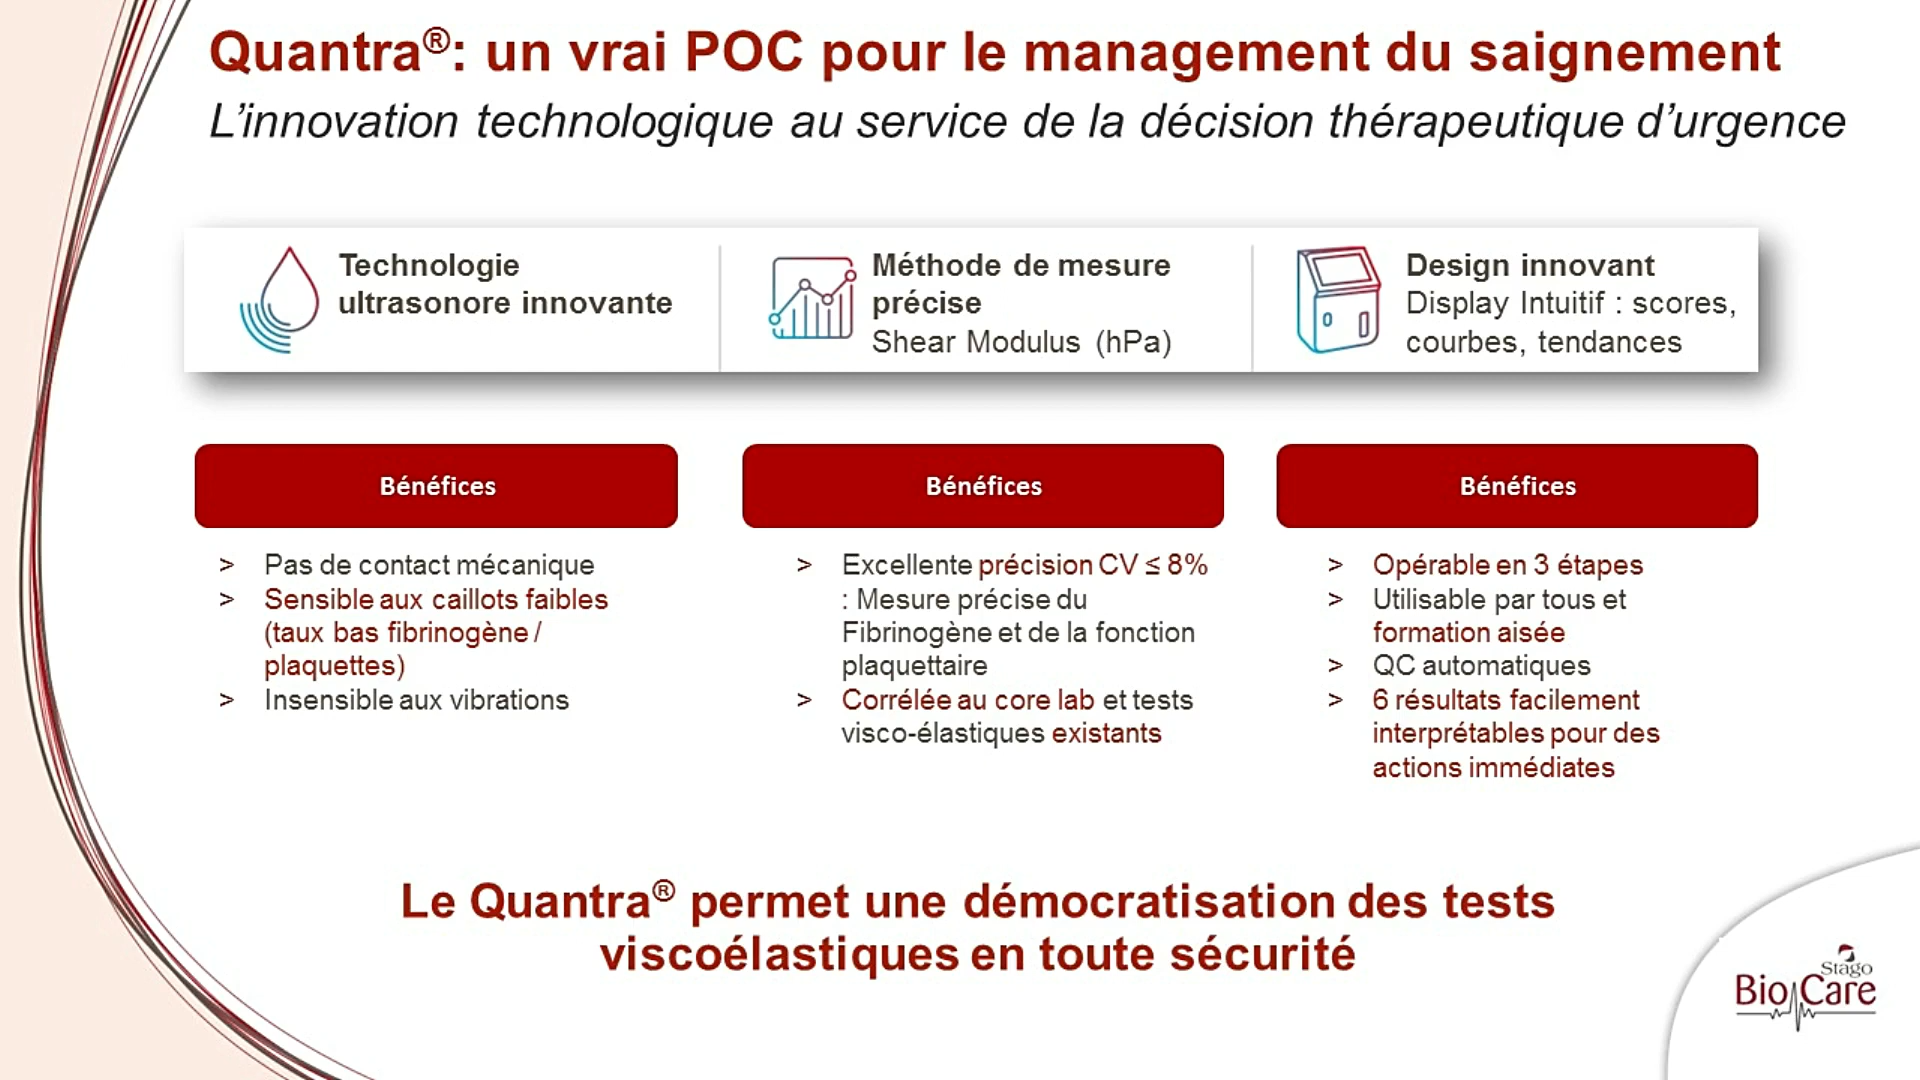 Quantra®: un vrai POC pour le management du saignement
L’innovation technologique au service de la décision thérapeutique d’urgence
Technologie
ultrasonore innovante
Méthode de mesure
précise
Shear Modulus (hPa)
Design innovant
Display Intuitif : scores,
courbes, tendances
Bénéfices
> Pas de contact mécanique
> Sensible aux caillots faibles
(taux bas fibrinogène /
plaquettes)
> Insensible aux vibrations
Bénéfices
> Excellente précision CV ≤ 8%
: Mesure précise du
Fibrinogène et de la fonction
plaquettaire
> Corrélée au core lab et tests
visco-élastiques existants
Bénéfices
> Opérable en 3 étapes
> Utilisable par tous et
formation aisée
> QC automatiques
> 6 résultats facilement
interprétables pour des
actions immédiates
Le Quantra® permet une démocratisation des tests
viscoélastiques en toute sécurité
Stago
BioCare